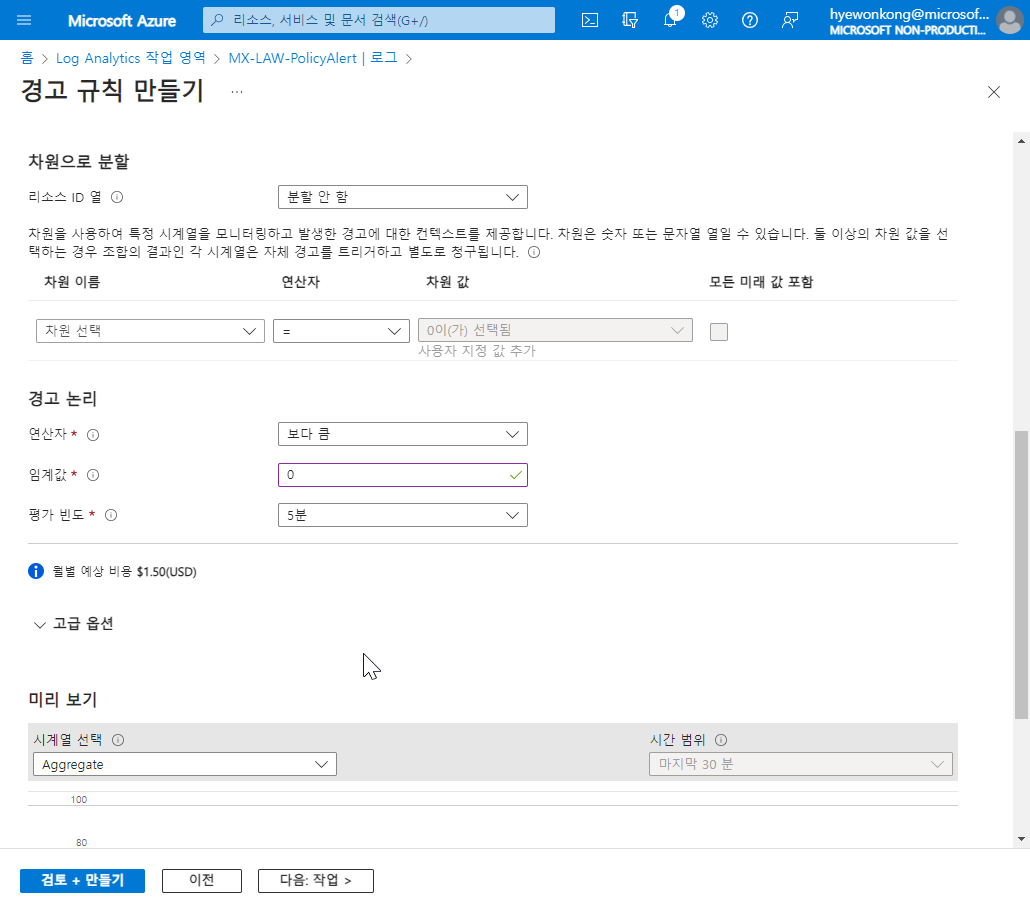 Microsoft Azure
리소스, 서비스 및 문서 검색(G+/)
1
hyewonkong@microsof...
MICROSOFT NON-PRODUCTI...
홈 > Log Analytics 작업 영역 > MX-LAW-PolicyAlert | 로그 >
경고 규칙 만들기 ...
차원으로 분할
리소스 ID 열 분할 안 함
차원을 사용하여 특정 시계열을 모니터링하고 발생한 경고에 대한 컨텍스트를 제공합니다. 차원은 숫자 또는 문자열 열일 수 있습니다. 둘 이상의 차원 값을 선
택하는 경우 조합의 결과인 각 시계열은 자체 경고를 트리거하고 별도로 청구됩니다.
차원 이름 연산자 차원 값 모든 미래 값 포함
차원 선택 = 0이(가) 선택됨
사용자 지정 값 추가
경고 논리
연산자 * 보다 큼
임계값 * 0
평가 빈도 * 5분
월별 예상 비용 $1.50(USD)
고급 옵션
미리 보기
시계열 선택 시간 범위
Aggregate 마지막 30 분
100
80
검토 + 만들기 이전 다음: 작업 >